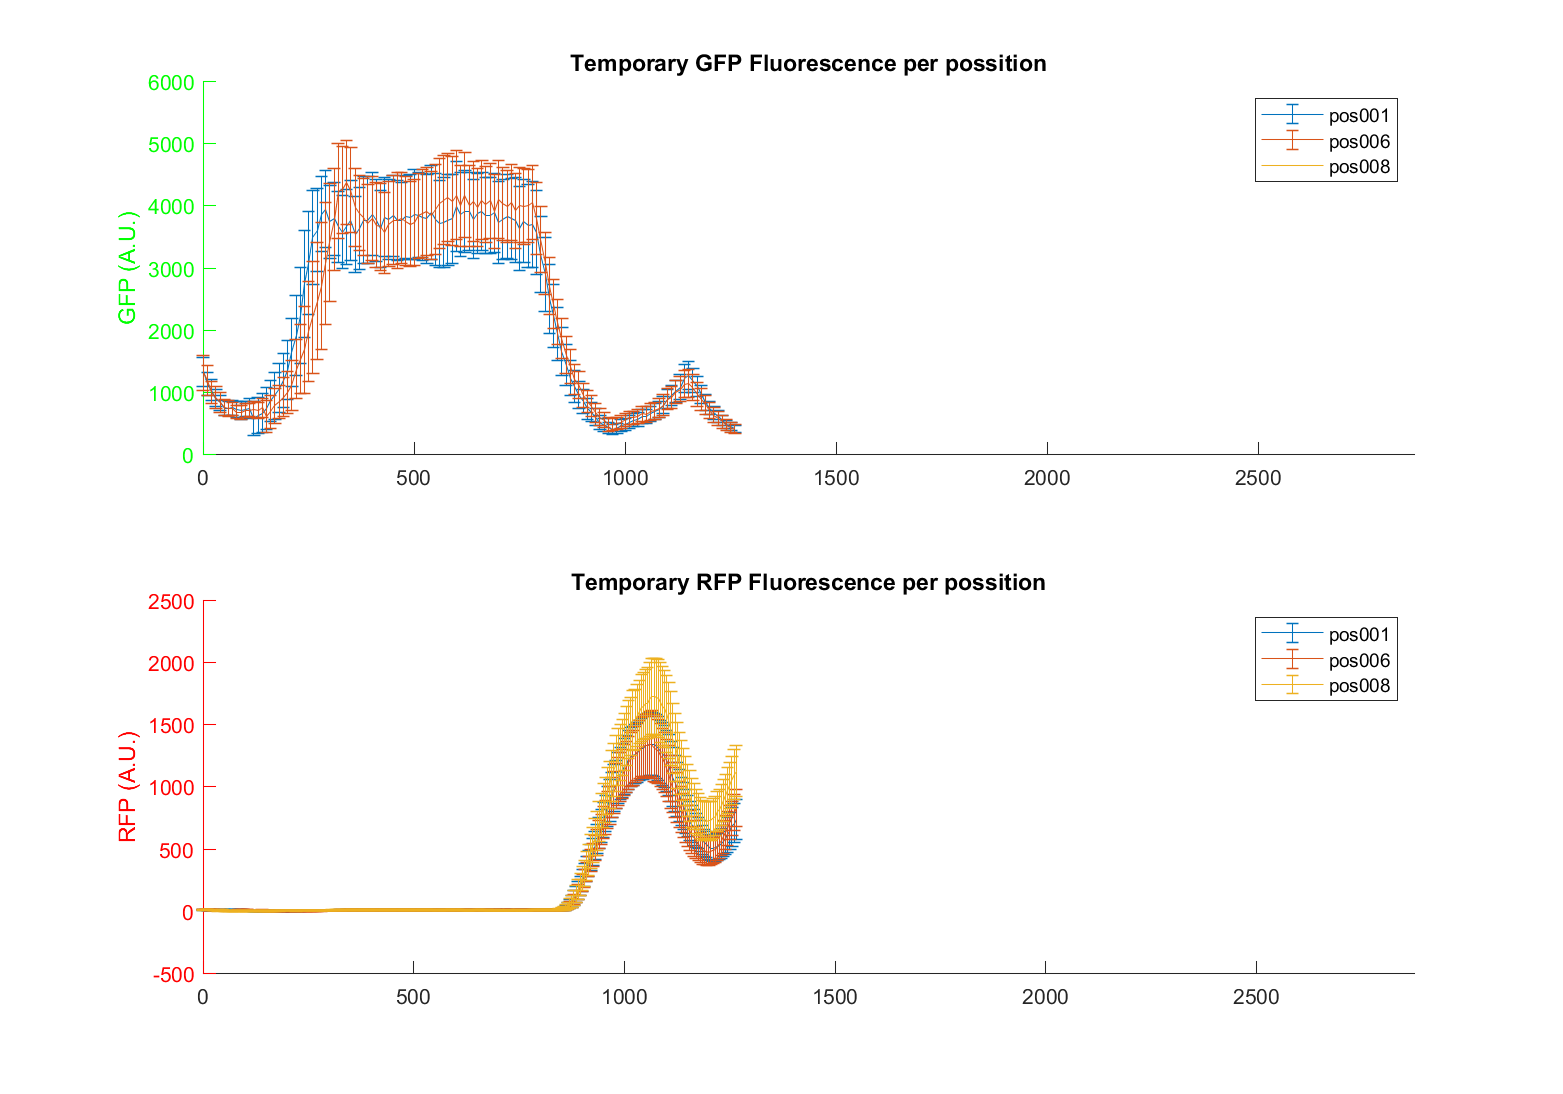 Temporary GFP Fluorescence per possition
GFP (A.U.)
6000
5000
4000
3000
2000
1000
0
0 500 1000 1500 2000 2500
pos001
pos006
pos008
Temporary RFP Fluorescence per possition
RFP (A.U.)
2500
2000
1500
1000
500
0
-500
0 500 1000 1500 2000 2500
pos001
pos006
pos008